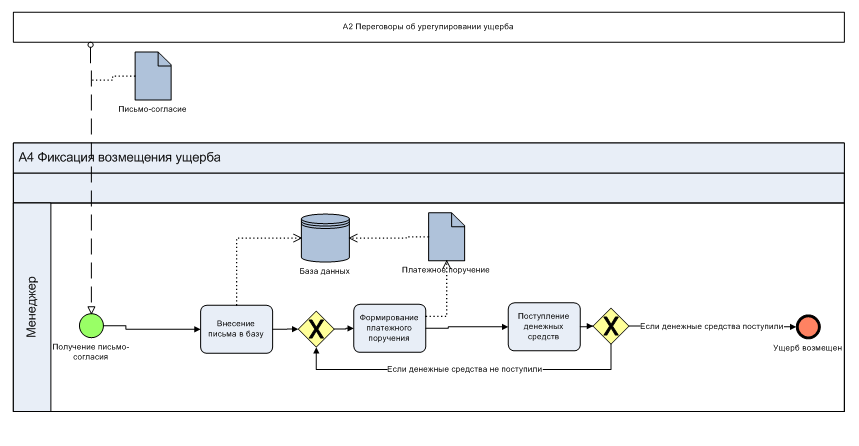 А2 Переговоры об урегулировании ущерба
Письмо-согласие
А4 Фиксация возмещения ущерба
Менеджер
База данных
Платежное поручение
Получение письмо-
согласия
Внесение
письма в базу
Формирование
платежного
поручения
Поступление
денежных
средств
Если денежные средства поступили
Ущерб возмещен
Если денежные средства не поступили